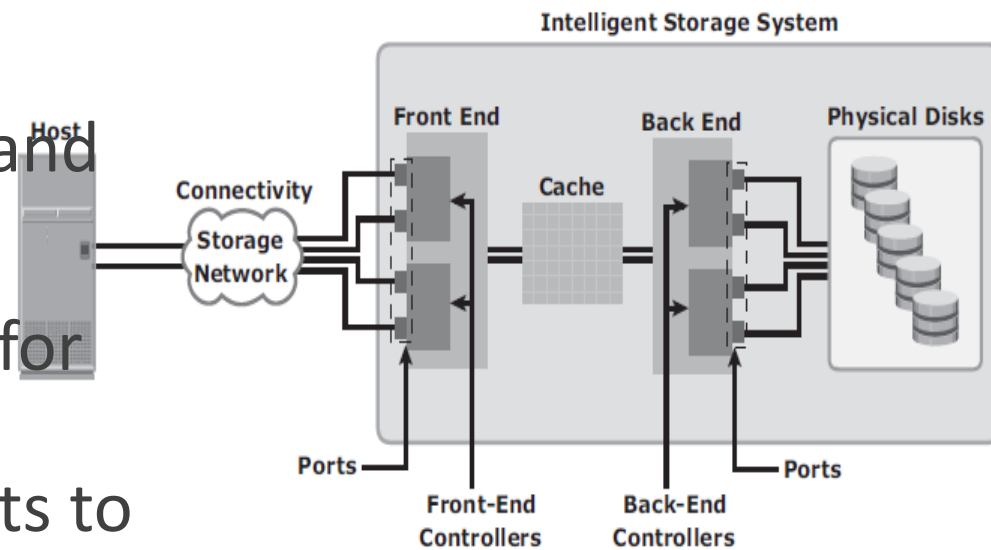 Intelligent Storage System
Host
and
Front End
Back End
Physical Disks
Connectivity
Cache
Storage
Network
for
Ports
Ports
ts to
Front-End
Controllers
Back-End
Controllers